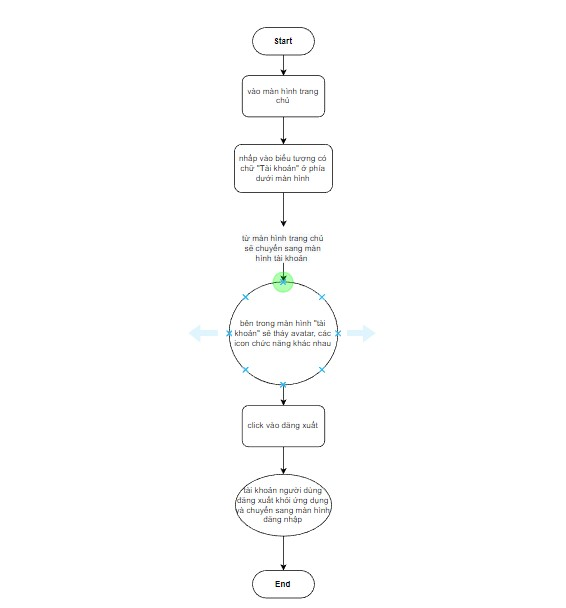 Start
vào màn hình trang
chủ
nhấp vào biểu tượng có
chữ "Tài khoản" ở phía
dưới màn hình
từ màn hình trang chủ
sẽ chuyển sang màn
hình tài khoản
bên trong màn hình "tài
khoản" sẽ thấy avatar, các
icon chức năng khác nhau
click vào đăng xuất
tài khoản người dùng
đăng xuất khỏi ứng dụng
và chuyển sang màn hình
đăng nhập
End